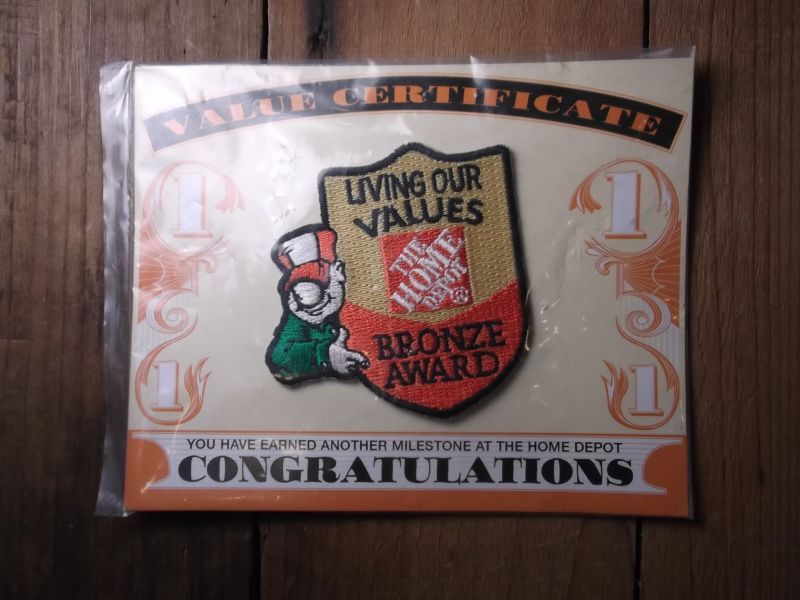 VALUE CERTIFICATE
1 1
LIVING OUR
VALUES
THE
HOME
DEPOT®
BRONZE
AWARD
1 1
YOU HAVE EARNED ANOTHER MILESTONE AT THE HOME DEPOT
CONGRATULATIONS